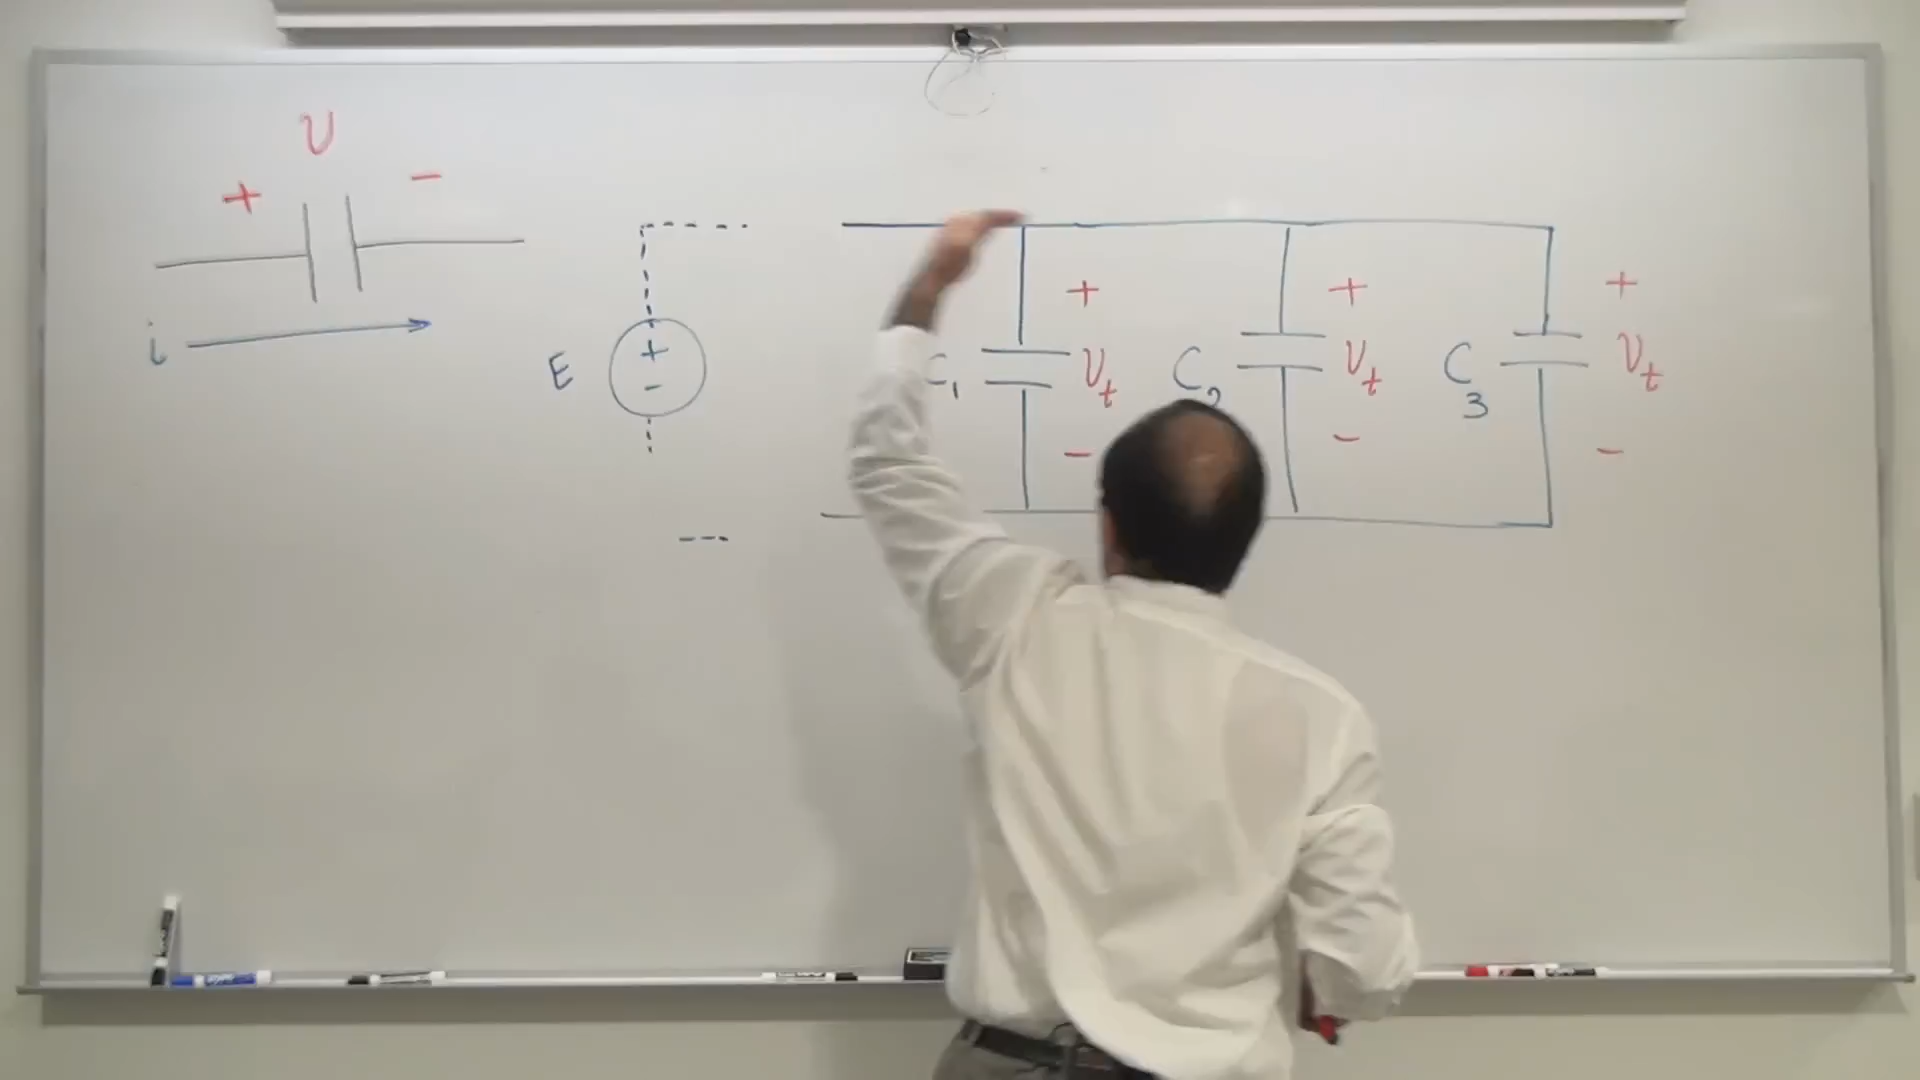 V
+ -
i
E + -
C1 + Vt -
C2 + Vt -
C3 + Vt -